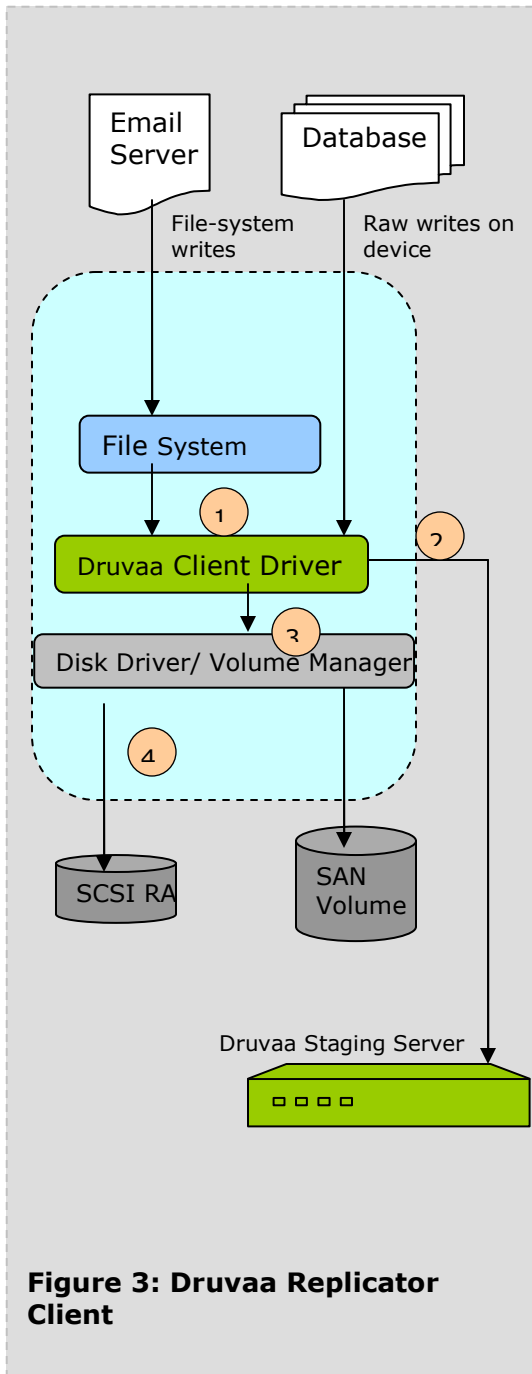 Email
Server
Database
File-system
writes
Raw writes on
device
File System
1
2
Druvaa Client Driver
3
Disk Driver/ Volume Manager
4
SCSI RA
SAN
Volume
Druvaa Staging Server
Figure 3: Druvaa Replicator
Client